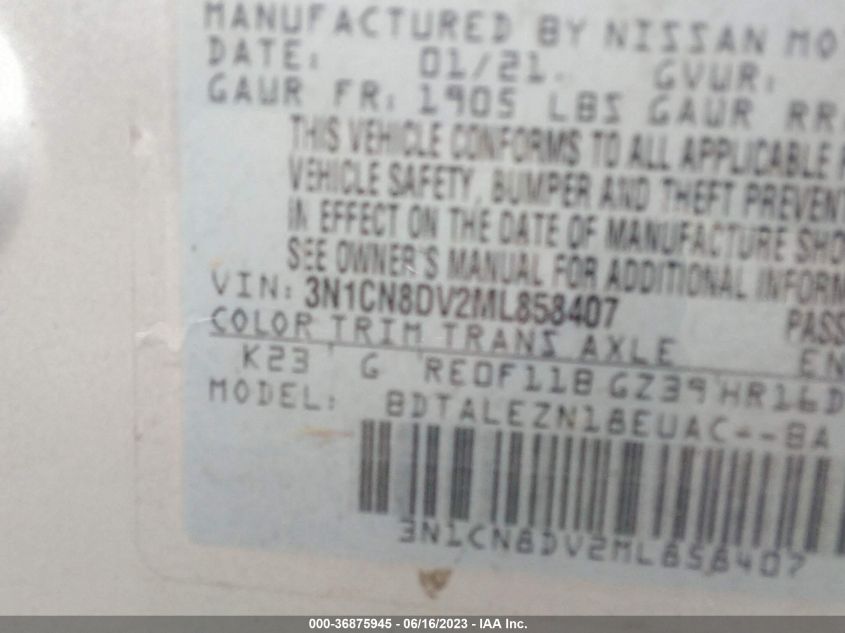 MANUFACTURED BY NISSAN MO
DATE: 01/21 GVWR:
GAWR FR: 1905 LBS GAWR RR
THIS VEHICLE CONFORMS TO ALL APPLICABLE
VEHICLE SAFETY, BUMPER AND THEFT PREVENT
IN EFFECT ON THE DATE OF MANUFACTURE SHO
SEE OWNER'S MANUAL FOR ADDITIONAL INFORM
VIN: 3N1CN8DV2ML858407 PASS
COLOR TRIM TRANS AXLE EN
K23 G RE0F11B GZ39 HR16D
MODEL: BDTALEZN18EUAC--BA
3N1CN8DV2ML858407
000-36875945 - 06/16/2023 - IAA Inc.